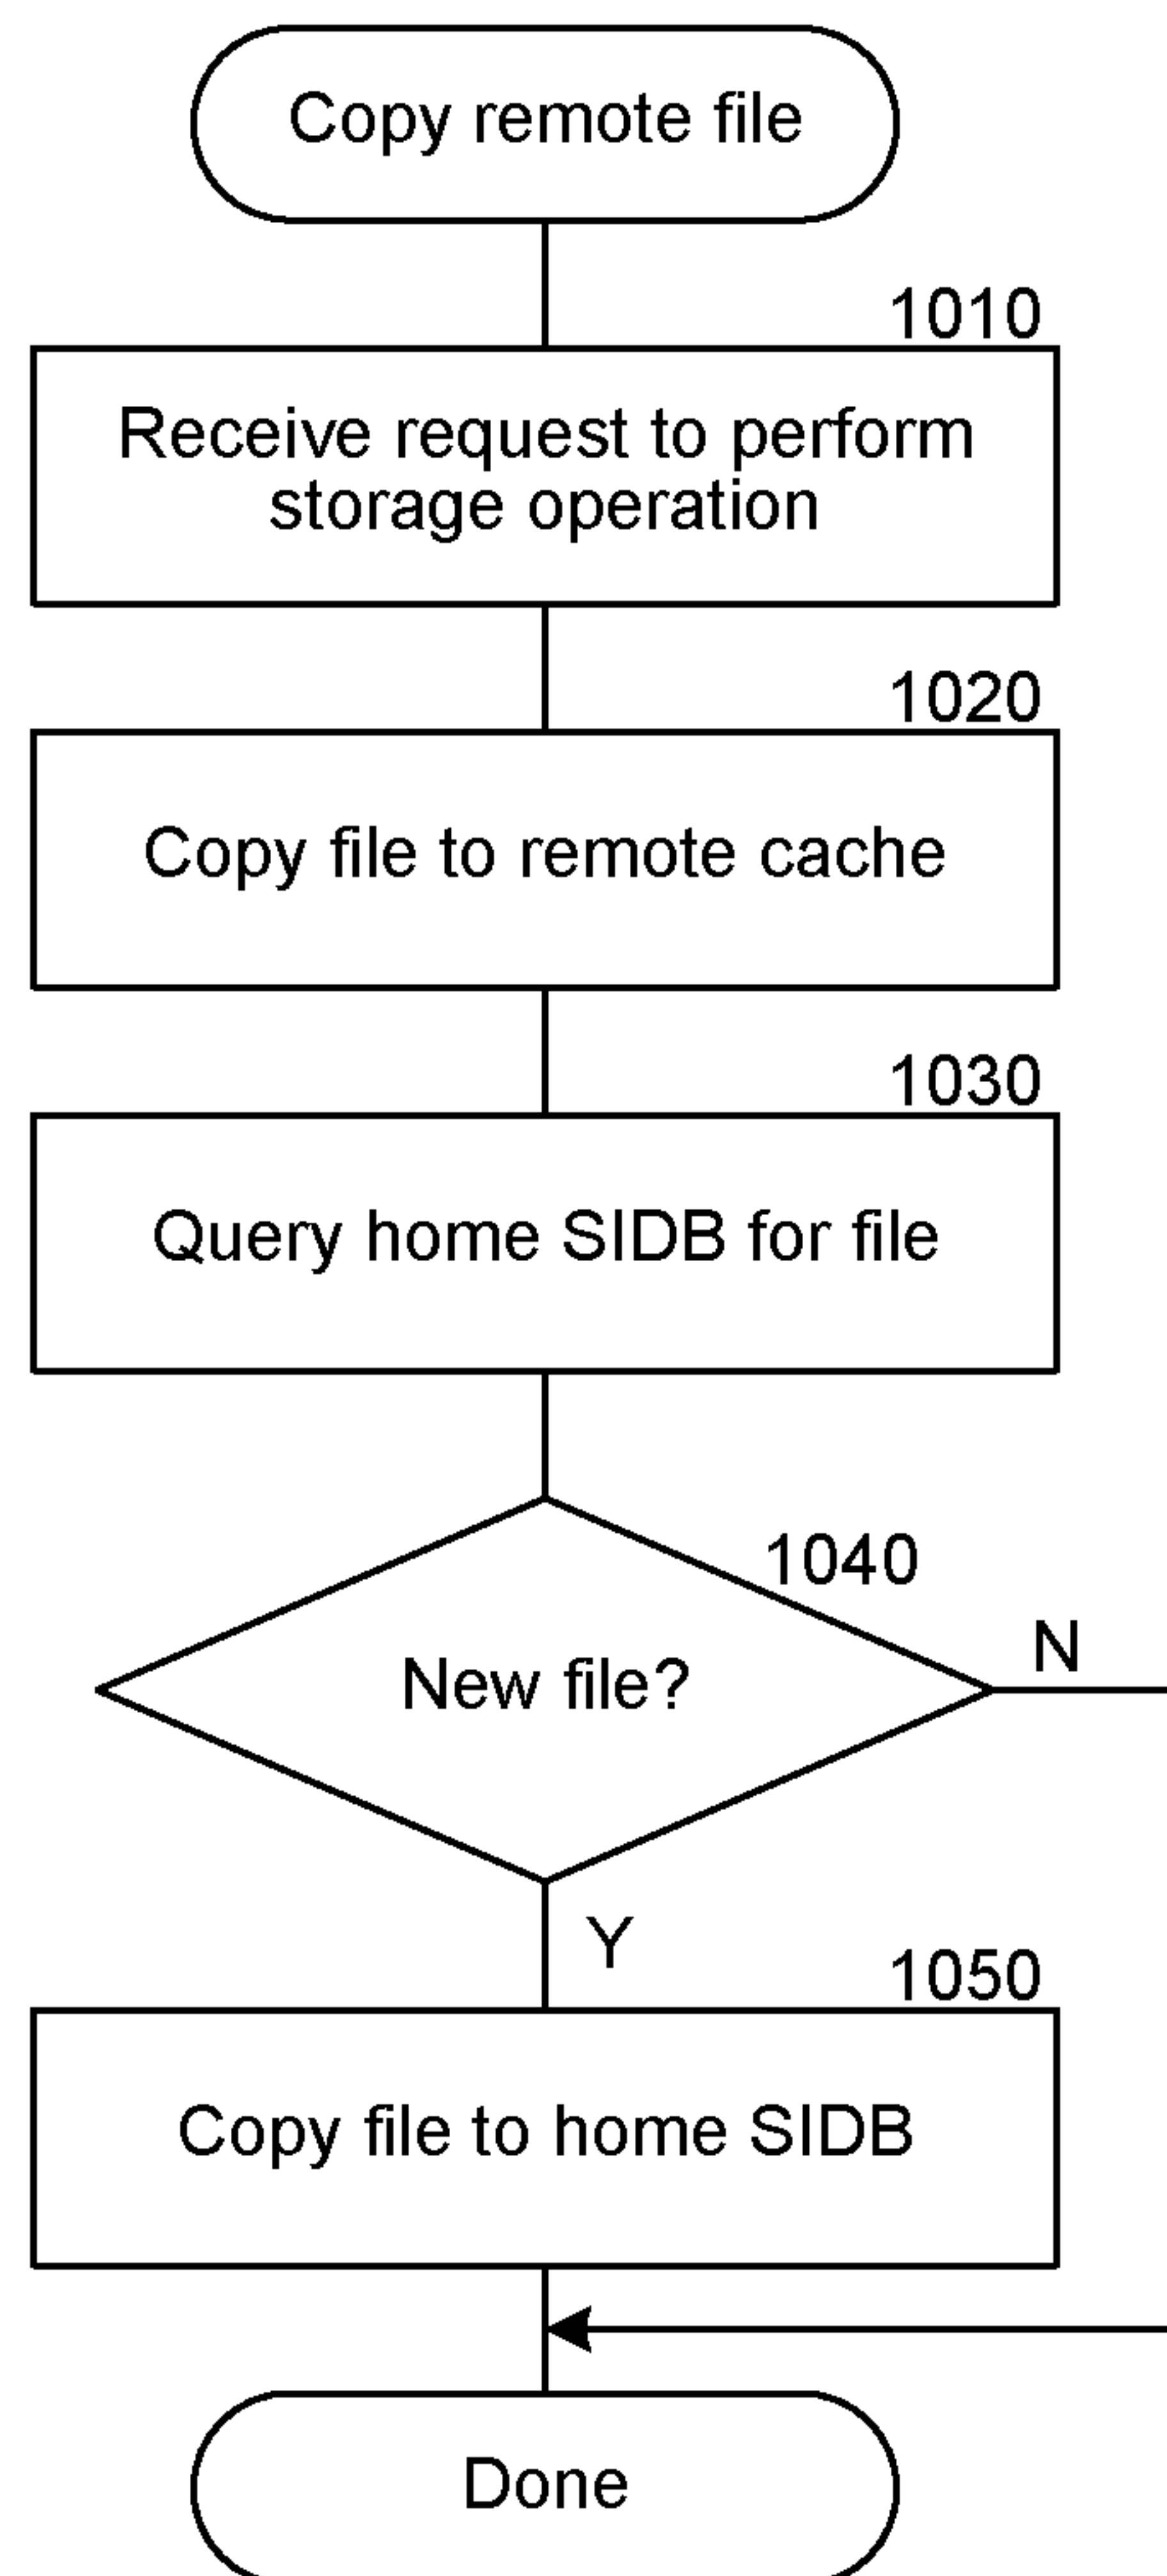 Copy remote file
1010
Receive request to perform
storage operation
1020
Copy file to remote cache
1030
Query home SIDB for file
1040
New file?
N
Y
1050
Copy file to home SIDB
Done